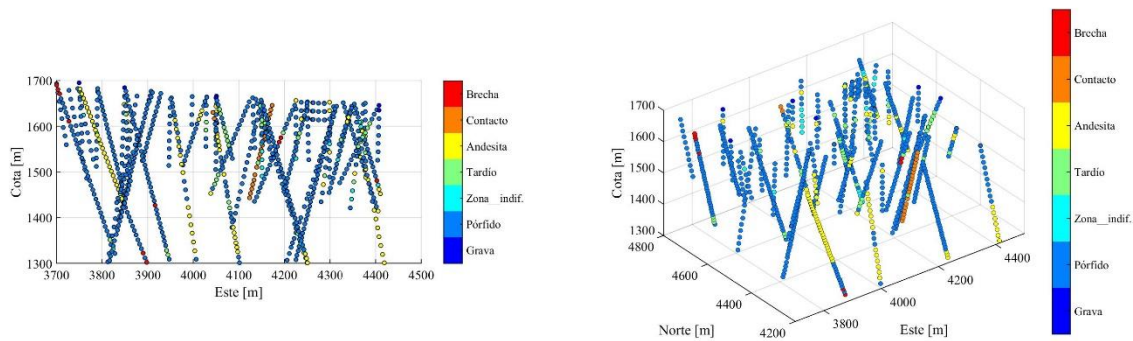 1700
1600
1500
1400
1300
Cota [m]
3700 3800 3900 4000 4100 4200 4300 4400 4500
Este [m]
Brecha
Contacto
Andesita
Tardío
Zona__indif.
Pórfido
Grava
1700
1600
1500
1400
1300
Cota [m]
4800
4600
4400
4200
Norte [m]
3800
4000
4200
4400
Este [m]
Brecha
Contacto
Andesita
Tardío
Zona__indif.
Pórfido
Grava